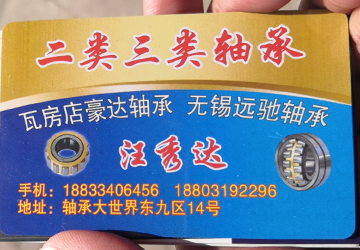 二类三类轴承
瓦房店豪达轴承 无锡远驰轴承
汪秀达
手机：18833406456 18803192296
地址：轴承大世界东九区14号